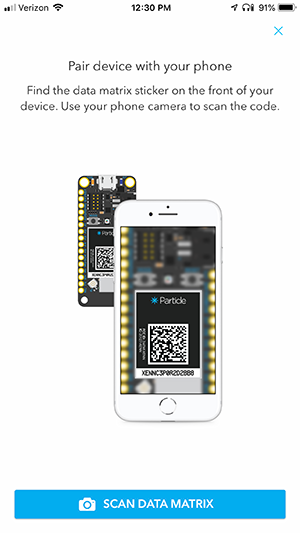 Verizon 12:30 PM 91%
Pair device with your phone
Find the data matrix sticker on the front of your
device. Use your phone camera to scan the code.
Particle
XENNC3P0R2D2BBB
SCAN DATA MATRIX